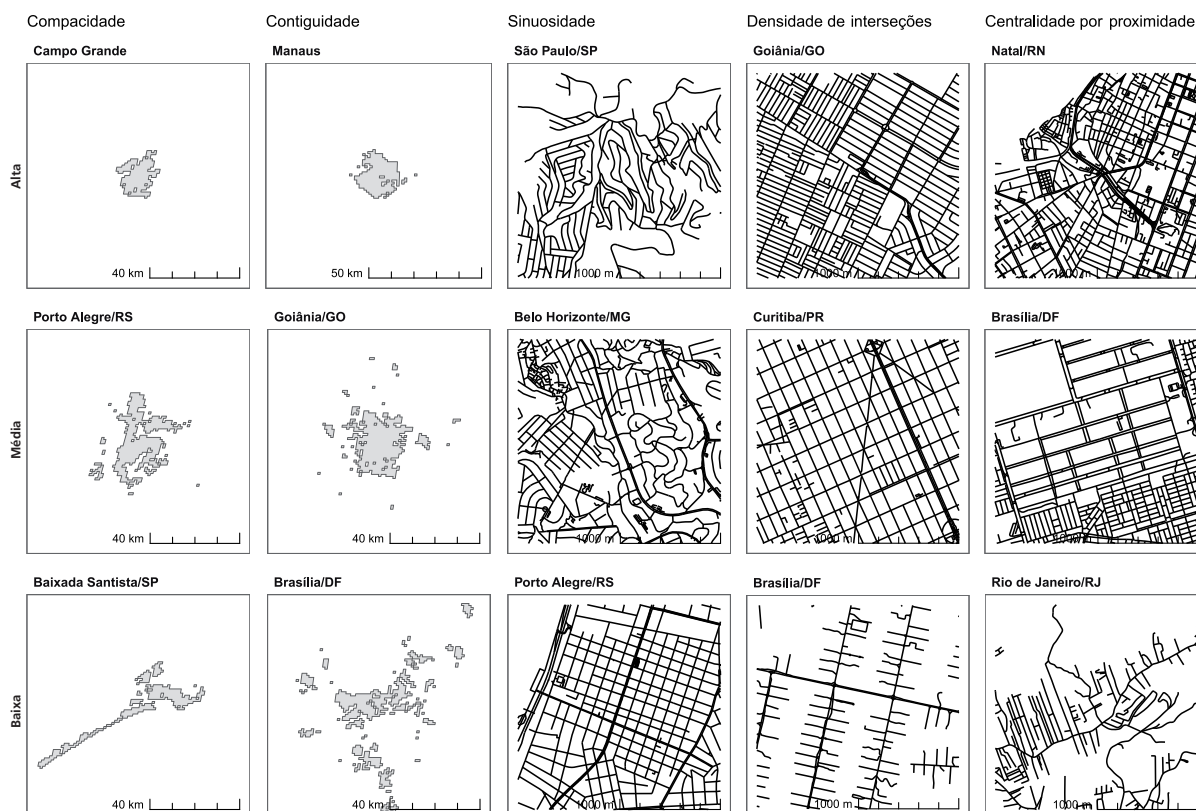 Compacidade Contiguidade Sinuosidade Densidade de interseções Centralidade por proximidade
Campo Grande Manaus São Paulo/SP Goiânia/GO Natal/RN
Alta
40 km 50 km 1000 m 1000 m 1000 m
Porto Alegre/RS Goiânia/GO Belo Horizonte/MG Curitiba/PR Brasília/DF
Média
40 km 40 km 1000 m 1000 m 1000 m
Baixada Santista/SP Brasília/DF Porto Alegre/RS Brasília/DF Rio de Janeiro/RJ
Baixa
40 km 40 km 1000 m 1000 m 1000 m